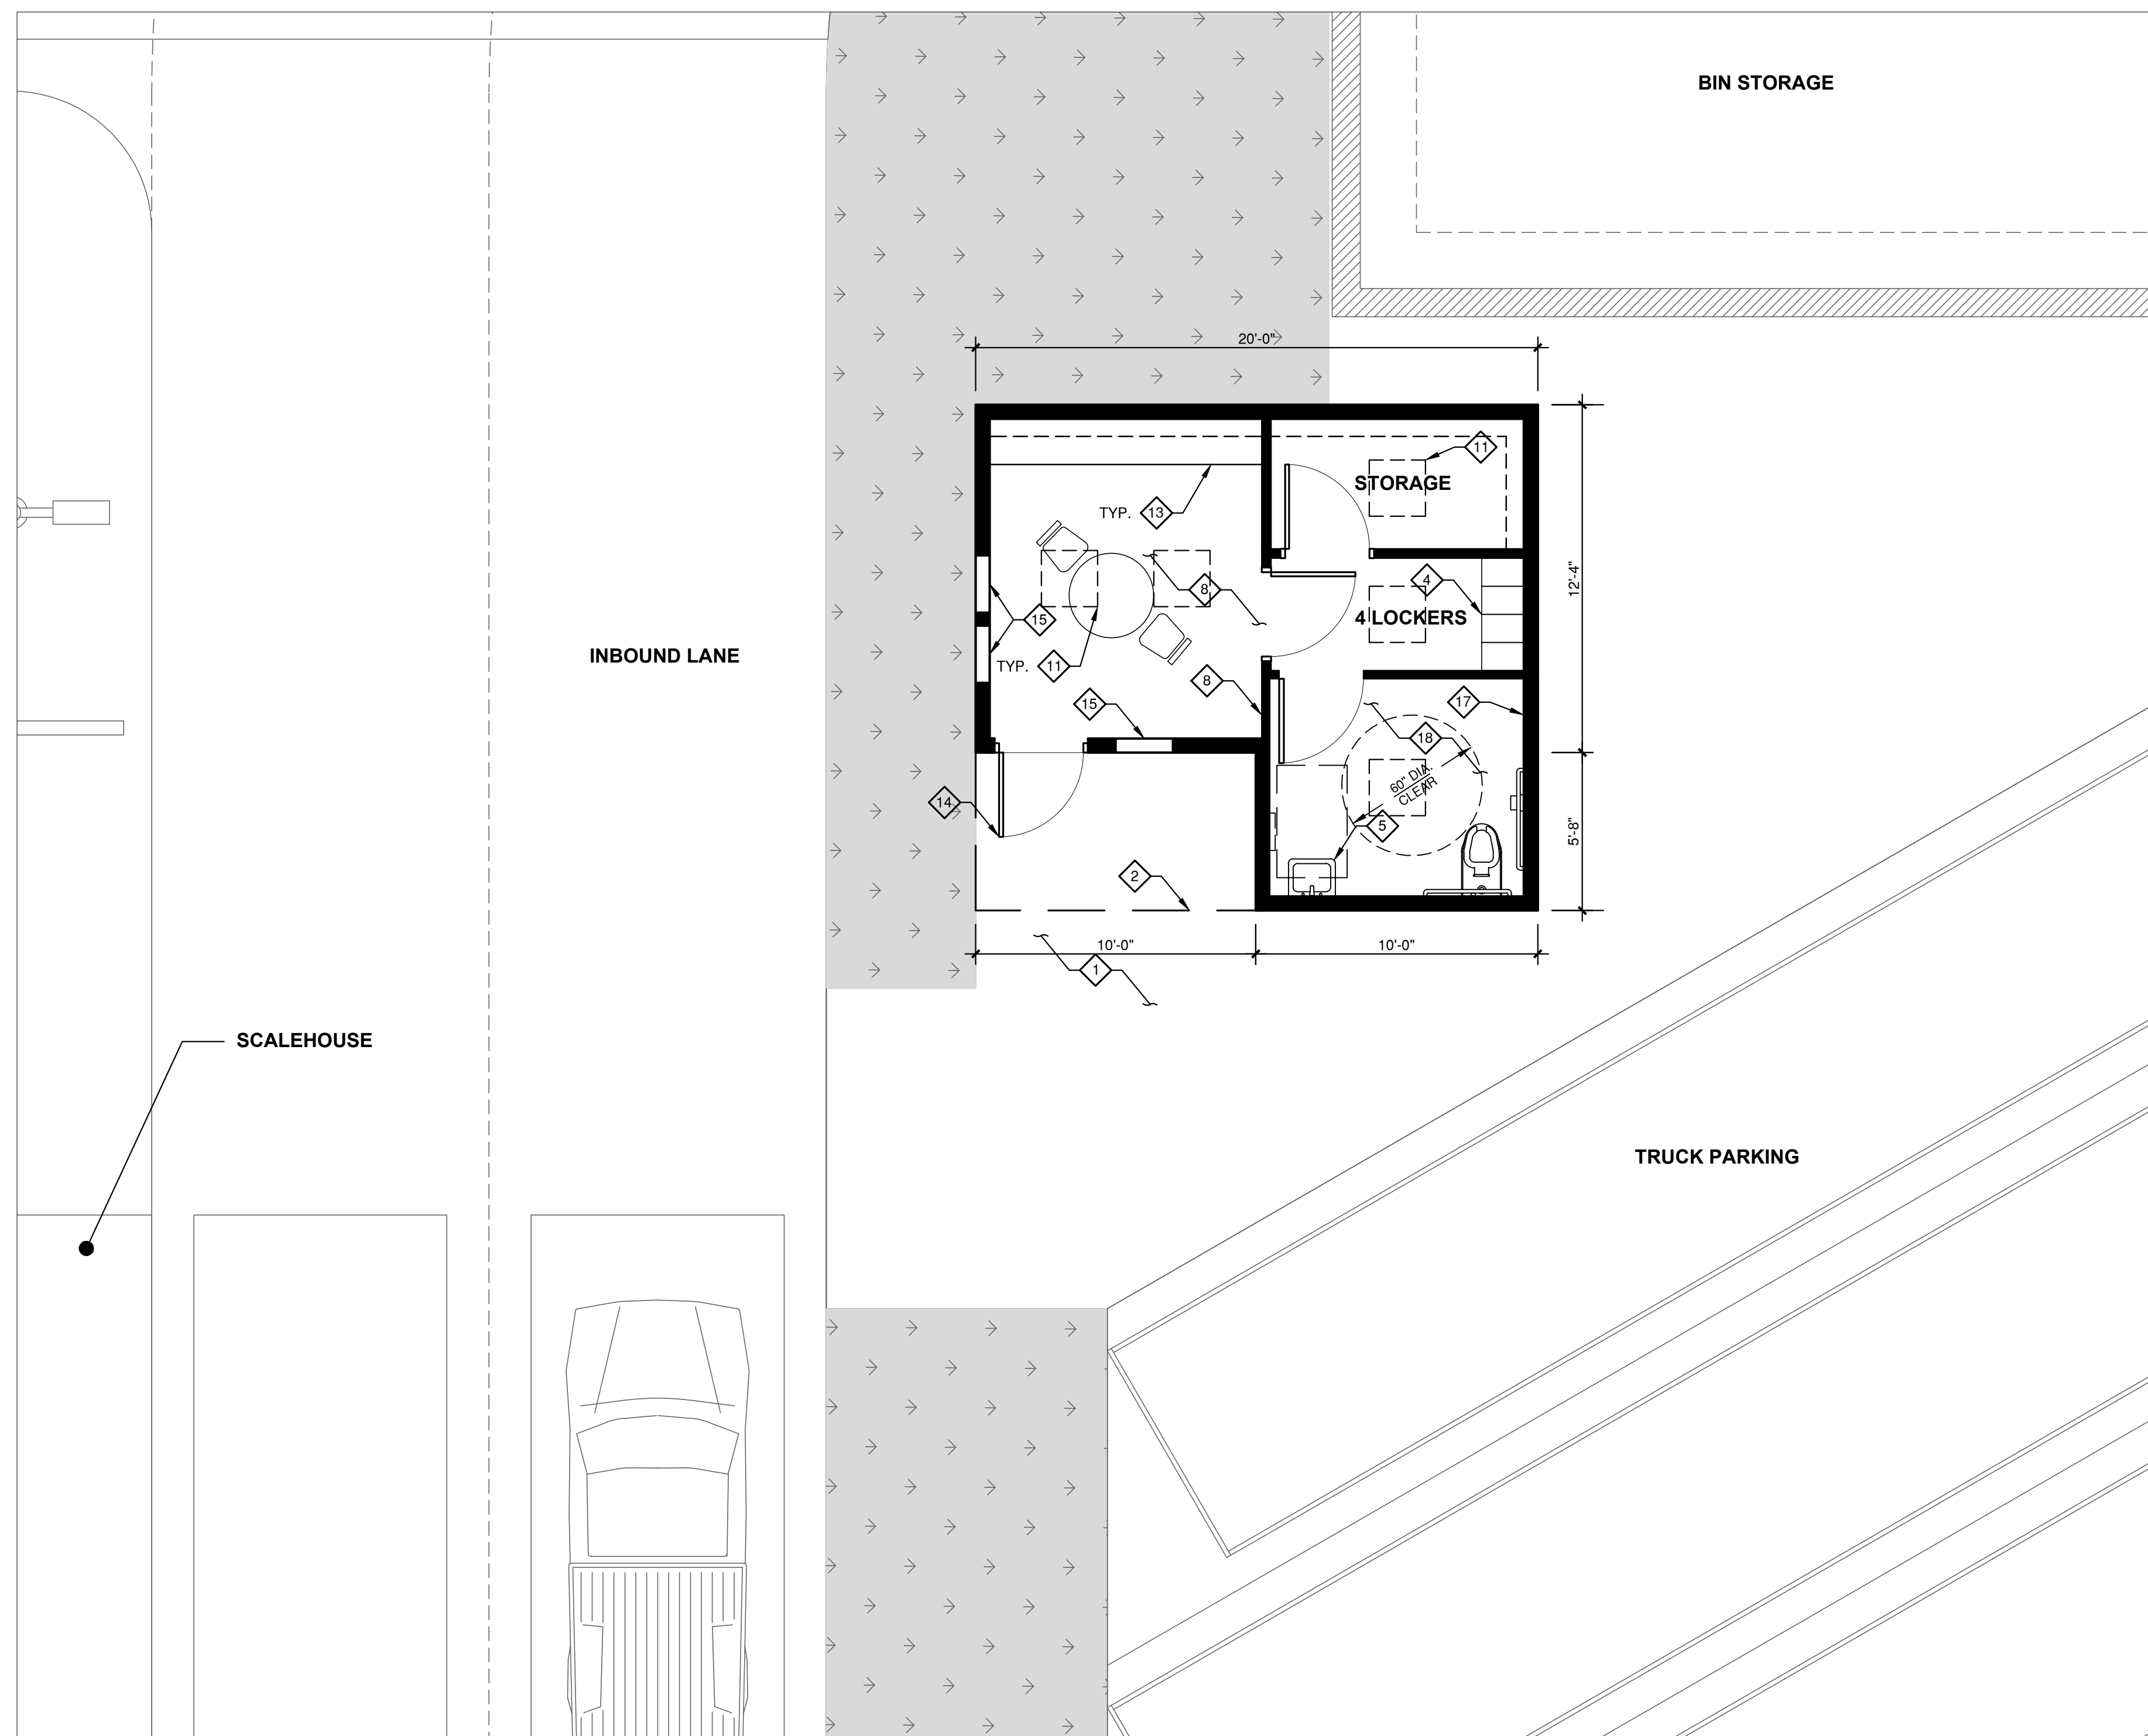 BIN STORAGE
20'-0"
11
STORAGE
TYP. 13
12'-4"
4
8
4 LOCKERS
15
INBOUND LANE
TYP. 11
8
17
15
18
60" DIA.
CLEAR
14
5
5'-8"
2
10'-0"
10'-0"
1
SCALEHOUSE
TRUCK PARKING